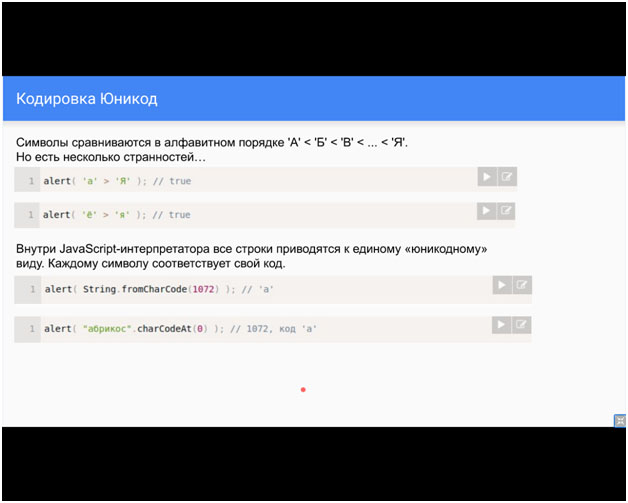 Кодировка Юникод
Символы сравниваются в алфавитном порядке 'А' < 'Б' < 'В' < ... < 'Я'.
Но есть несколько странностей…
1 alert( 'а' > 'Я' ); // true
1 alert( 'ё' > 'я' ); // true
Внутри JavaScript-интерпретатора все строки приводятся к единому «юникодному»
виду. Каждому символу соответствует свой код.
1 alert( String.fromCharCode(1072) ); // 'а'
1 alert( "абрикос".charCodeAt(0) ); // 1072, код 'а'